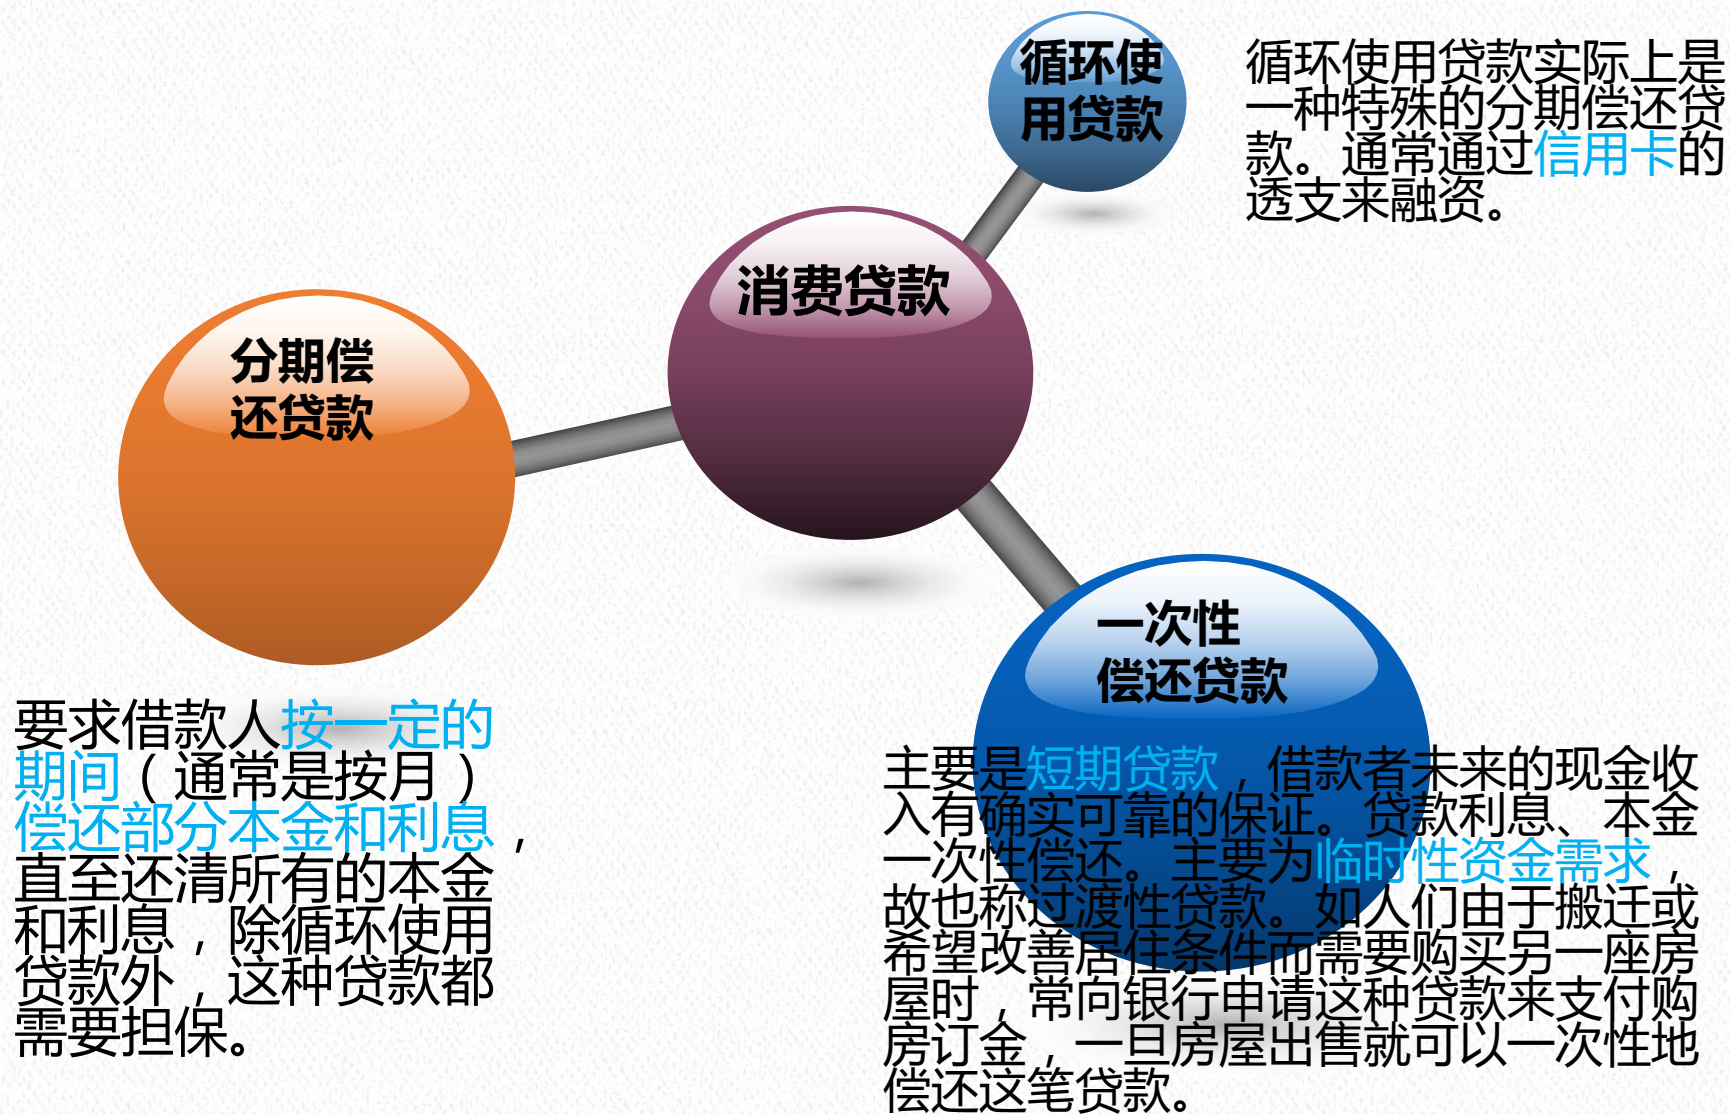 循环使
用贷款
循环使用贷款实际上是
一种特殊的分期偿还贷
款。通常通过信用卡的
透支来融资。
消费贷款
分期偿
还贷款
要求借款人按一定的
期间（通常是按月）
偿还部分本金和利息，
直至还清所有的本金
和利息，除循环使用
贷款外，这种贷款都
需要担保。
一次性
偿还贷款
主要是短期贷款，借款者未来的现金收
入有确实可靠的保证。贷款利息、本金
一次性偿还。主要为临时性资金需求，
故也称过渡性贷款。如人们由于搬迁或
希望改善居住条件而需要购买另一座房
屋时，常向银行申请这种贷款来支付购
房订金，一旦房屋出售就可以一次性地
偿还这笔贷款。